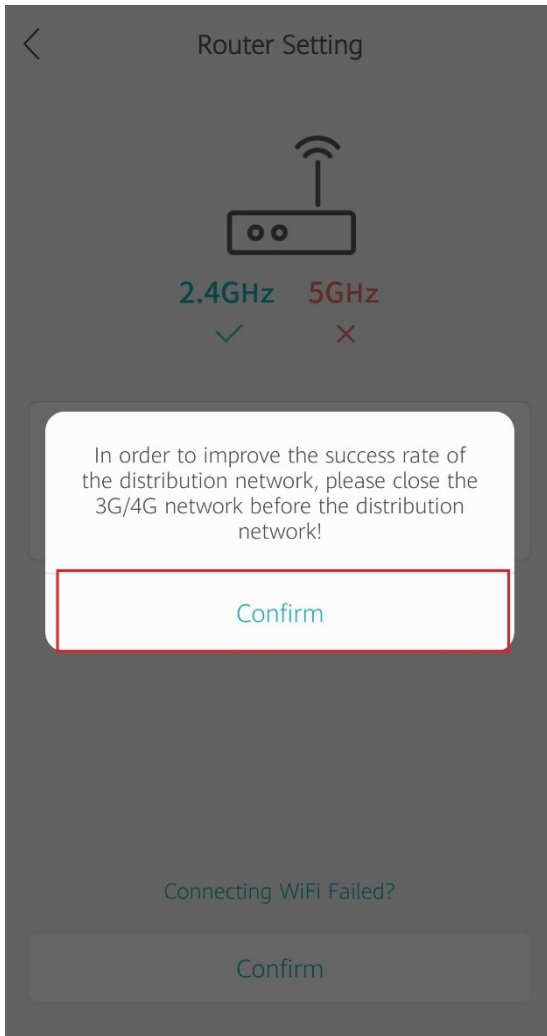 Router Setting
2.4GHz 5GHz
In order to improve the success rate of
the distribution network, please close the
3G/4G network before the distribution
network!
Confirm
Connecting WiFi Failed?
Confirm